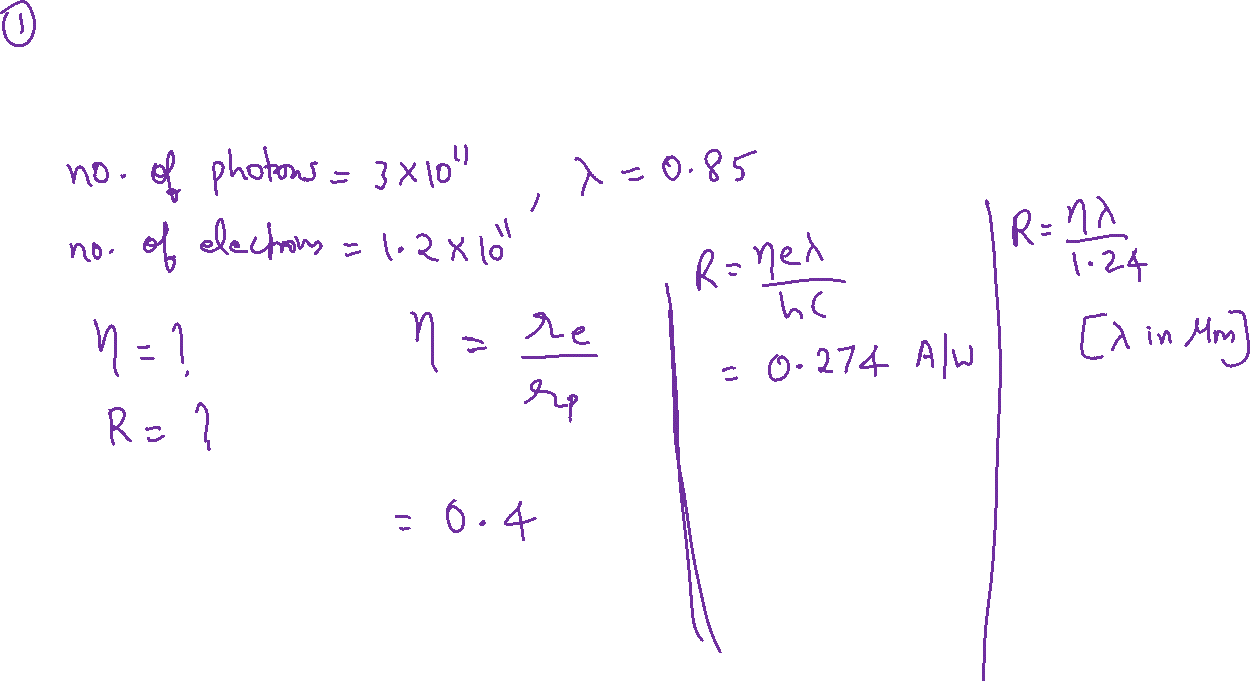 ①
no. of photons = 3×10¹¹ , λ = 0.85
no. of electrons = 1.2×10¹¹
η = ?
R = ?
η = re/rp
= 0.4
R = ηeλ/hC
= 0.274 A/W
R = ηλ/1.24
[λ in μm]